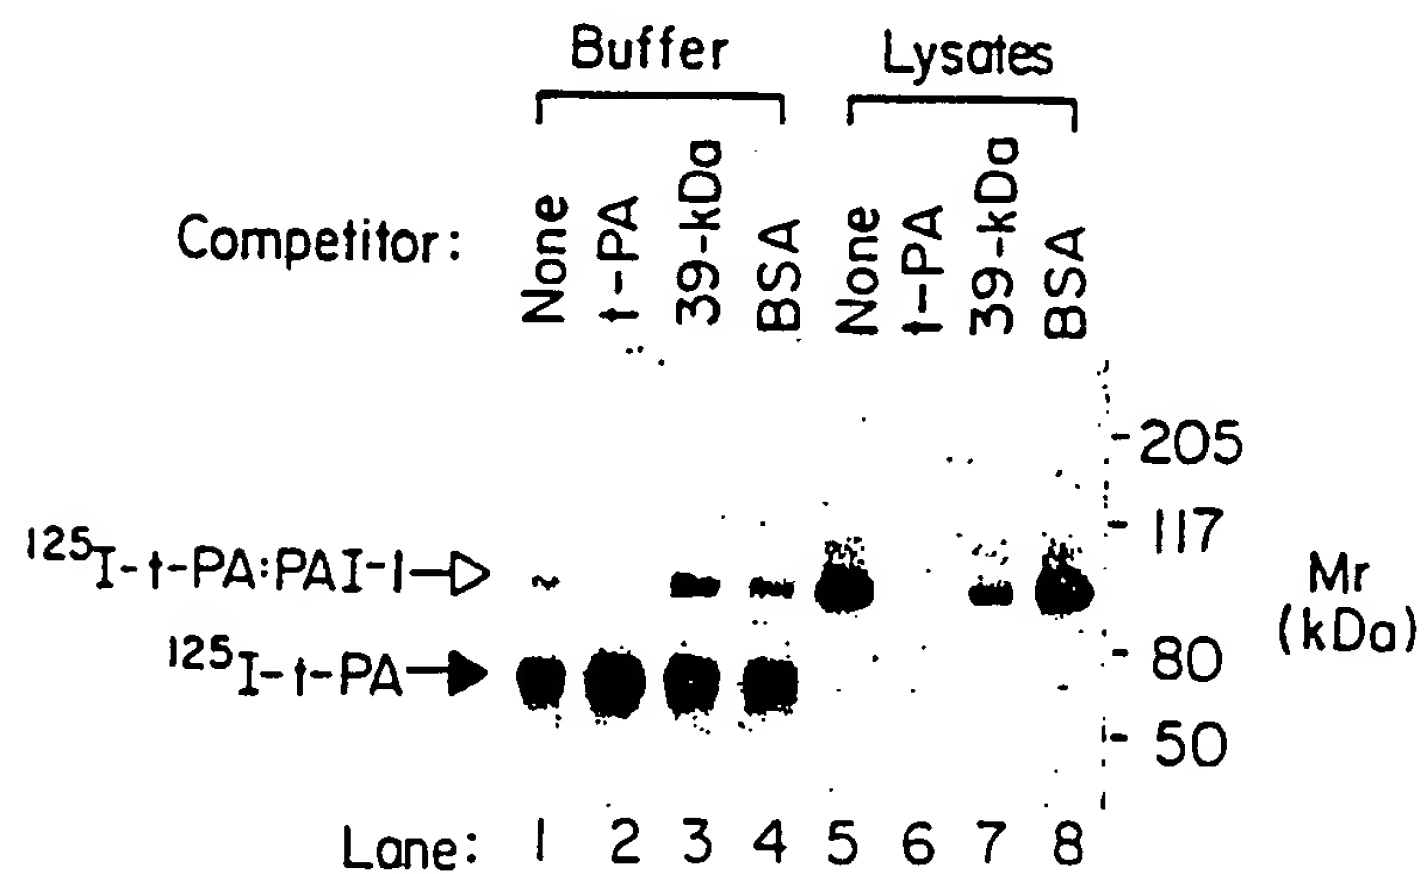 Buffer Lysates
Competitor: None t-PA 39-kDa BSA None t-PA 39-kDa BSA
205
117
125I-t-PA:PAI-1
Mr
(kDa)
125I-t-PA
80
50
Lane: 1 2 3 4 5 6 7 8